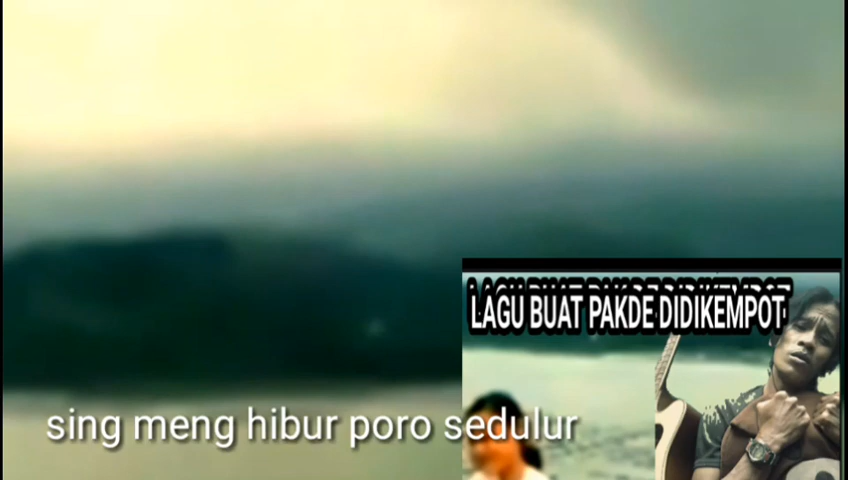 LAGU BUAT PAKDE DIDIKEMPOT
sing meng hibur poro sedulur